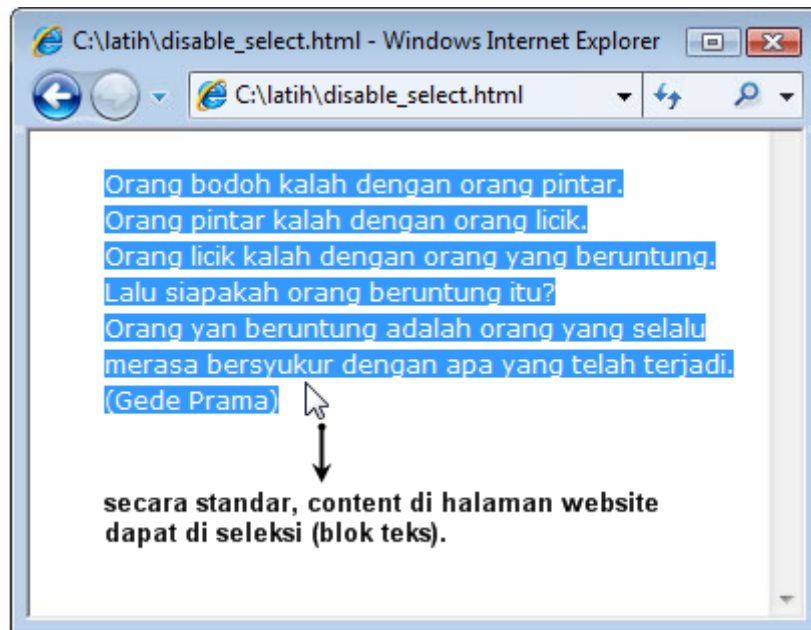 C:\latih\disable_select.html - Windows Internet Explorer
C:\latih\disable_select.html
Orang bodoh kalah dengan orang pintar.
Orang pintar kalah dengan orang licik.
Orang licik kalah dengan orang yang beruntung.
Lalu siapakah orang beruntung itu?
Orang yan beruntung adalah orang yang selalu
merasa bersyukur dengan apa yang telah terjadi.
(Gede Prama)
secara standar, content di halaman website
dapat di seleksi (blok teks).